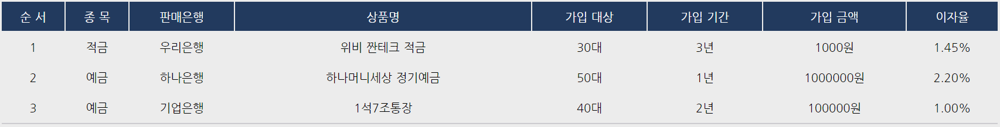 순 서 종 목 판매은행 상품명 가입 대상 가입 기간 가입 금액 이자율
1 적금 우리은행 위비 짠테크 적금 30대 3년 1000원 1.45%
2 예금 하나은행 하나머니세상 정기예금 50대 1년 1000000원 2.20%
3 예금 기업은행 1석7조통장 40대 2년 100000원 1.00%